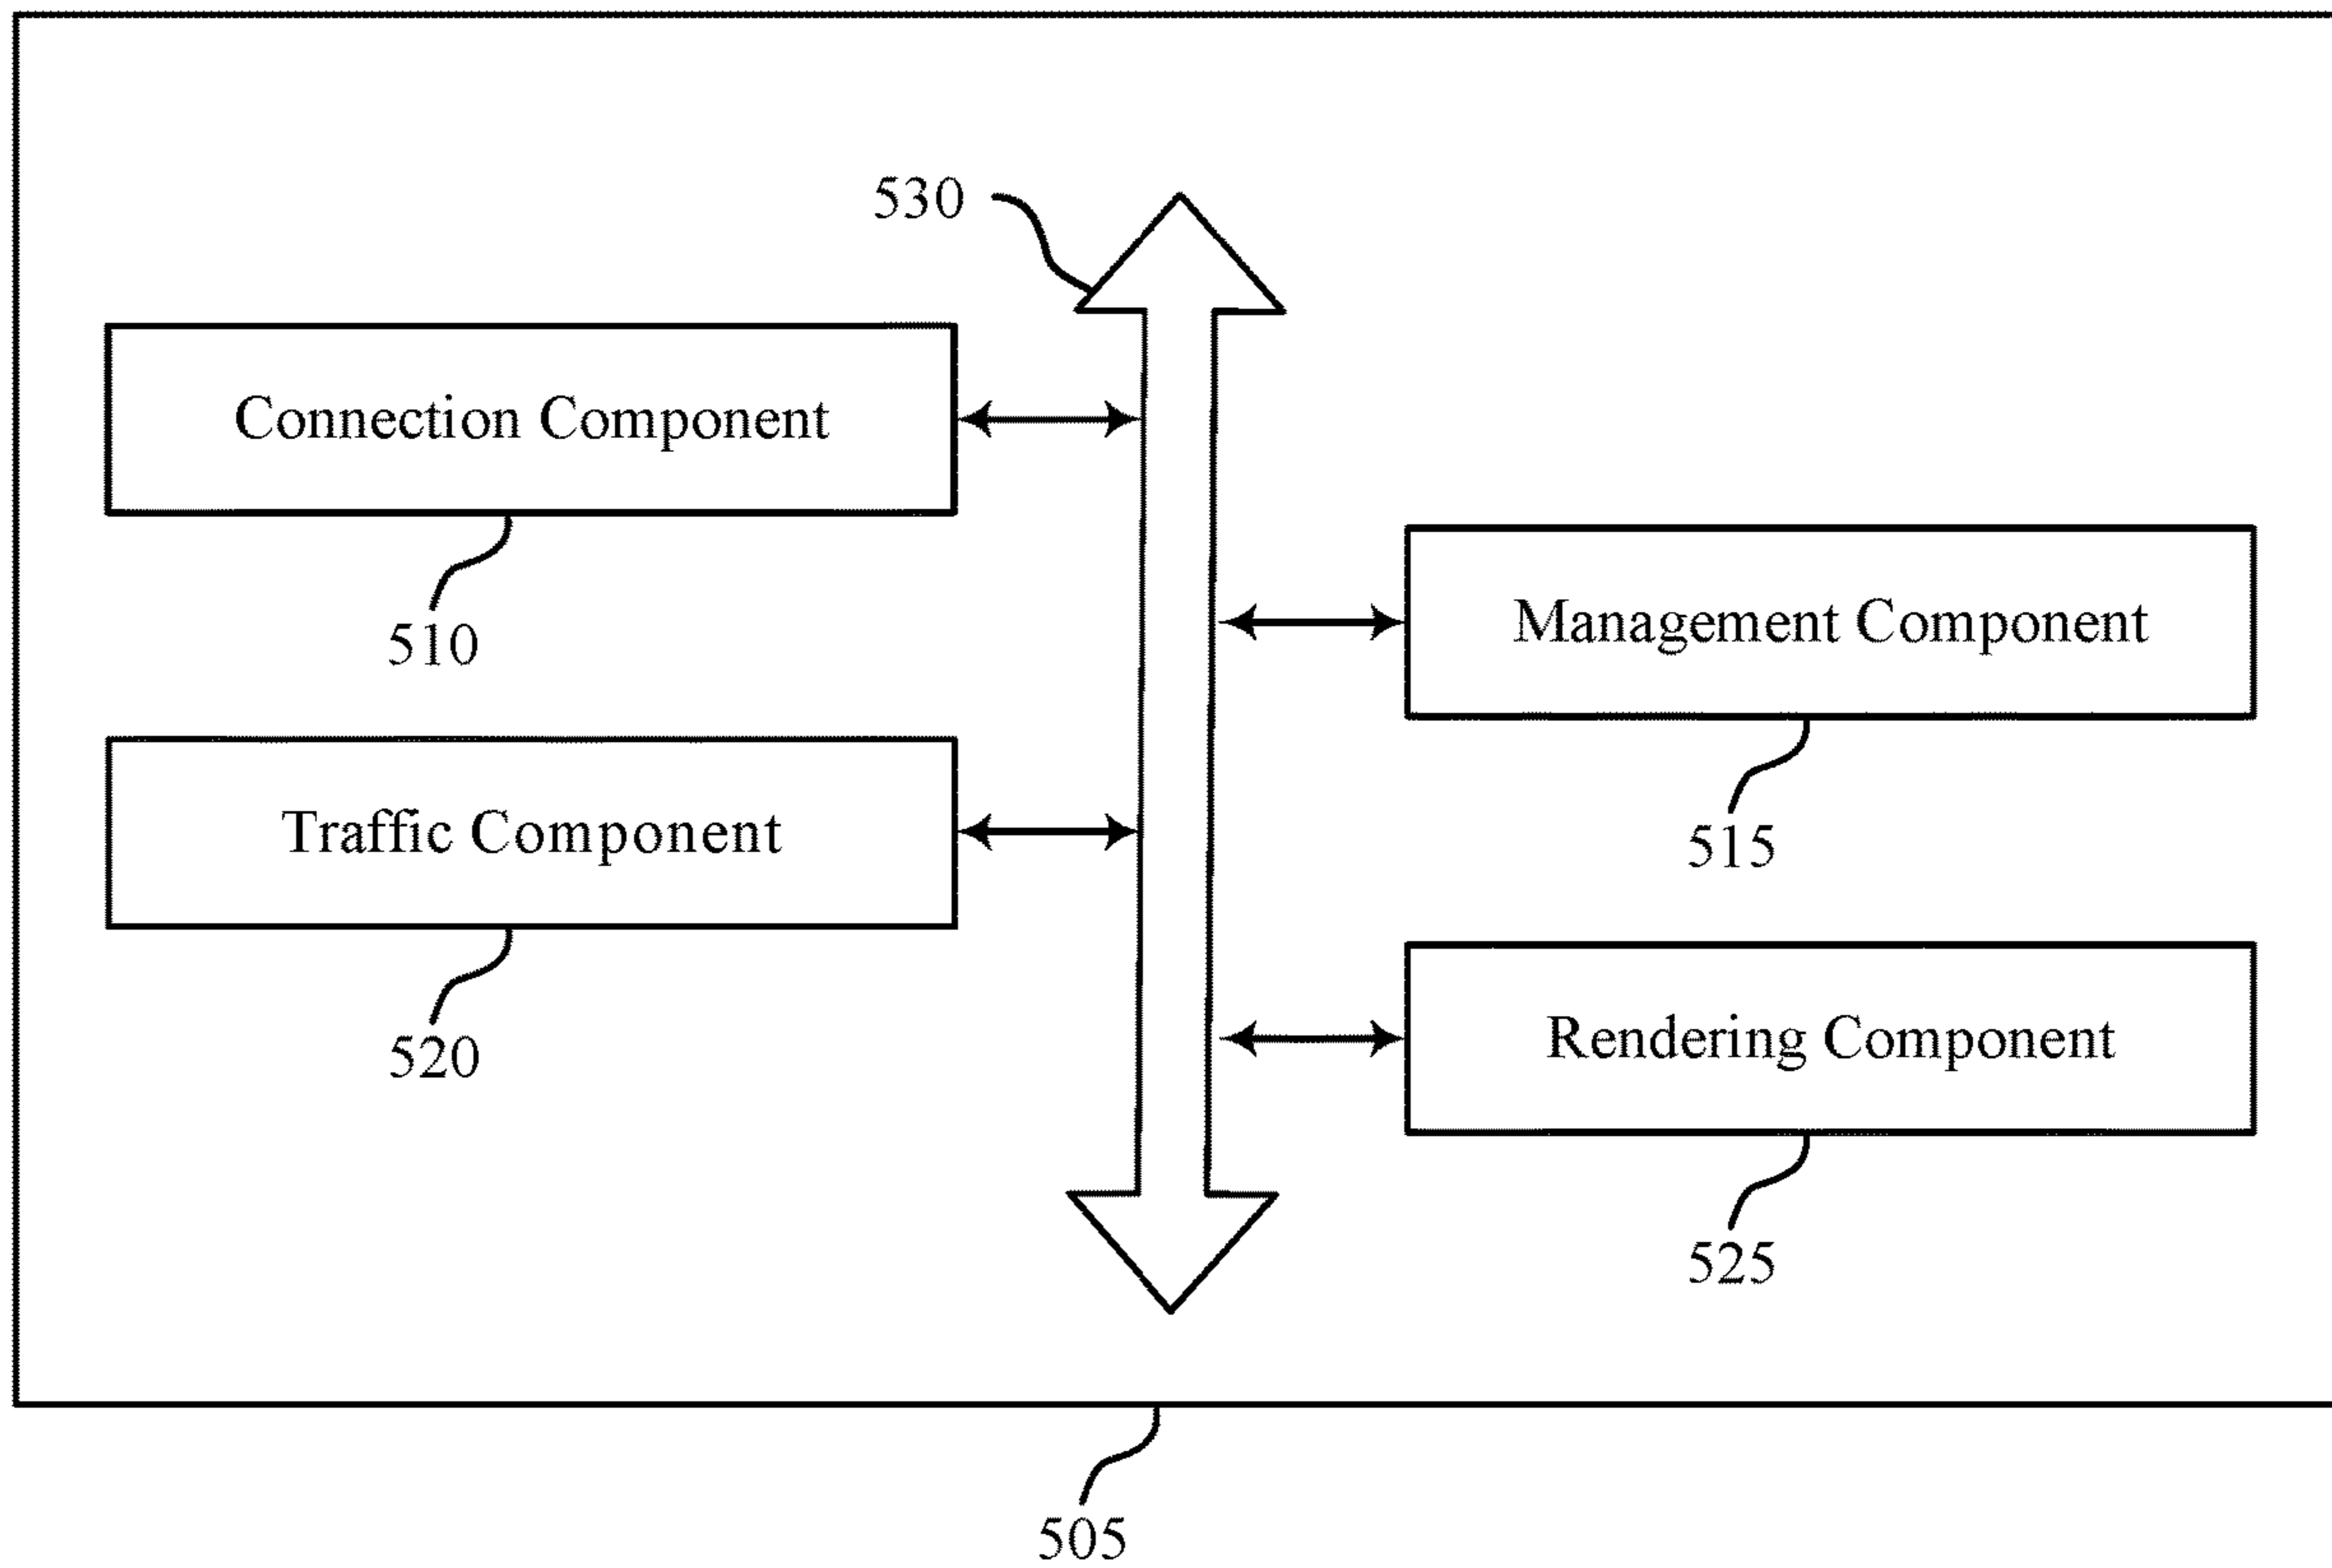 530
Connection Component
510
Management Component
515
Traffic Component
520
Rendering Component
525
505